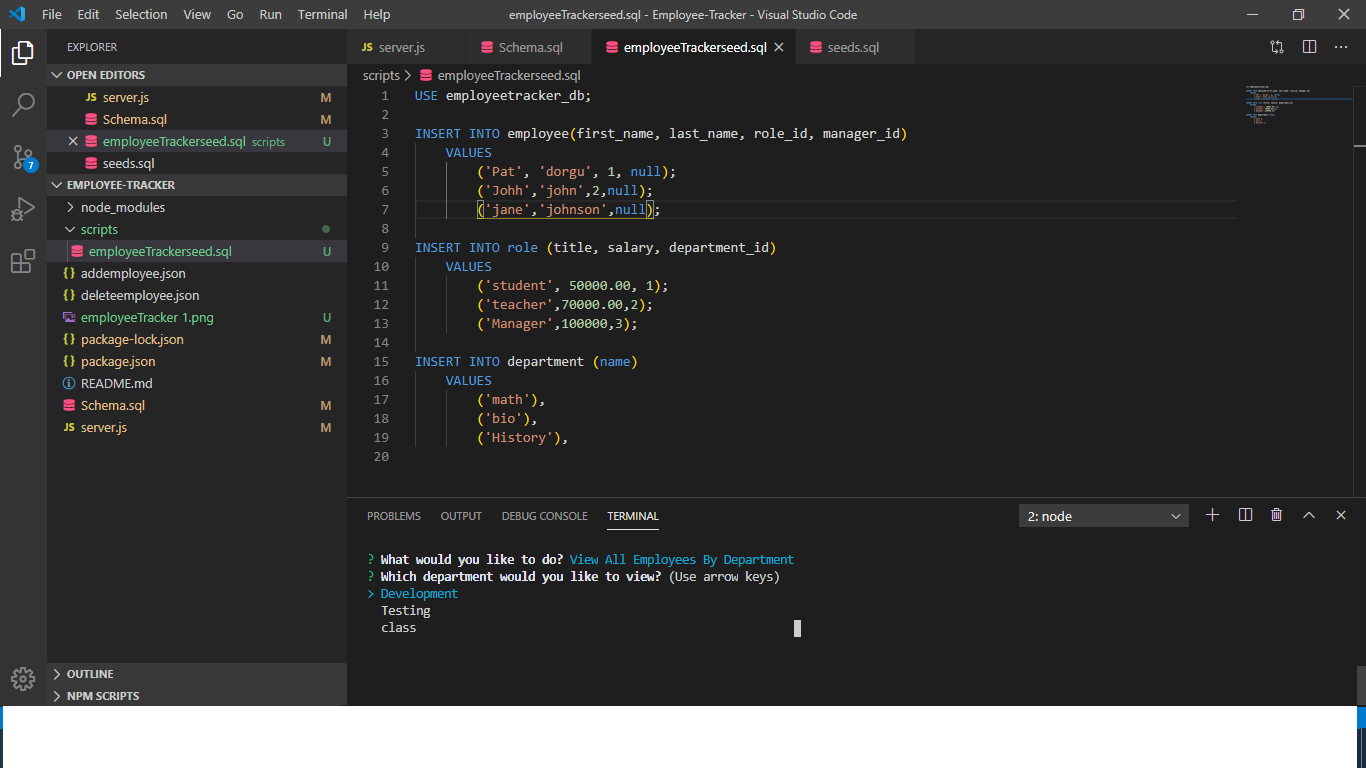 File Edit Selection View Go Run Terminal Help employeeTrackerseed.sql - Employee-Tracker - Visual Studio Code
EXPLORER
OPEN EDITORS
JS server.js M
Schema.sql M
employeeTrackerseed.sql scripts U
seeds.sql
7
EMPLOYEE-TRACKER
node_modules
scripts
employeeTrackerseed.sql U
{} addemployee.json
{} deleteemployee.json
employeeTracker 1.png U
{} package-lock.json M
{} package.json M
README.md
Schema.sql M
JS server.js M
OUTLINE
NPM SCRIPTS
JS server.js Schema.sql employeeTrackerseed.sql seeds.sql
scripts > employeeTrackerseed.sql
1 USE employeetracker_db;
2
3 INSERT INTO employee(first_name, last_name, role_id, manager_id)
4 VALUES
5 ('Pat', 'dorgu', 1, null);
6 ('Johh','john',2,null);
7 ('jane','johnson',null);
8
9 INSERT INTO role (title, salary, department_id)
10 VALUES
11 ('student', 50000.00, 1);
12 ('teacher',70000.00,2);
13 ('Manager',100000,3);
14
15 INSERT INTO department (name)
16 VALUES
17 ('math'),
18 ('bio'),
19 ('History'),
20
PROBLEMS OUTPUT DEBUG CONSOLE TERMINAL 2: node
? What would you like to do? View All Employees By Department
? Which department would you like to view? (Use arrow keys)
> Development
Testing
class